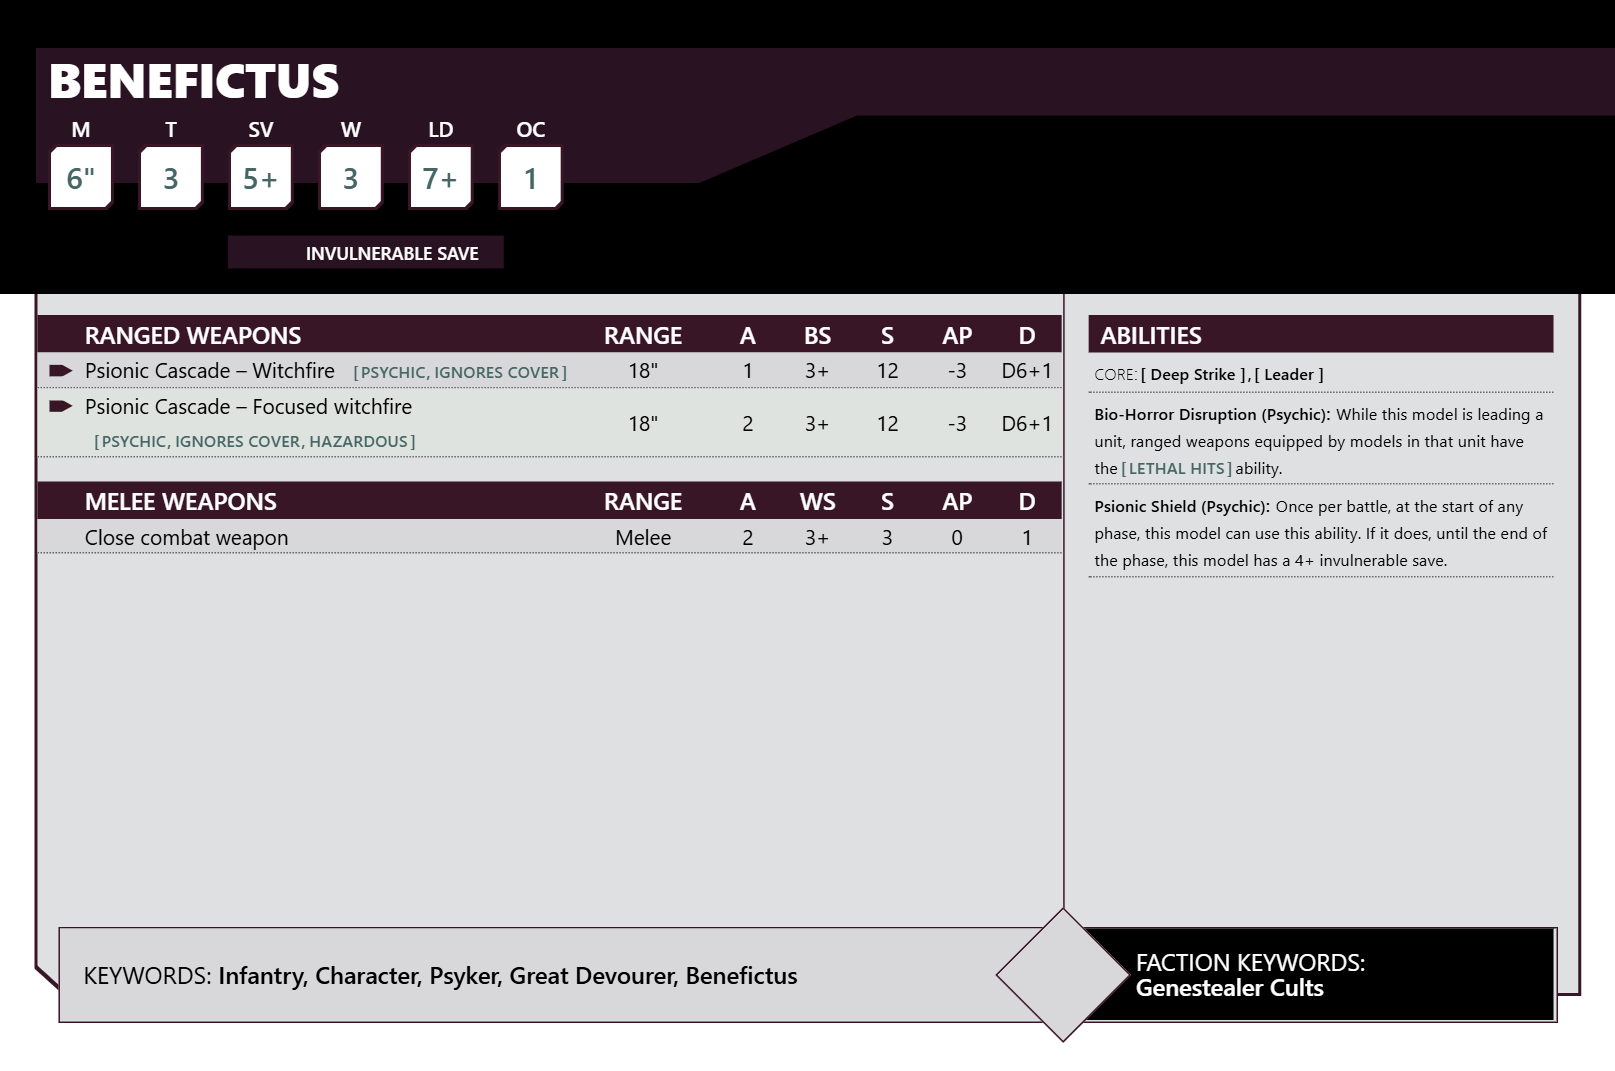 BENEFICTUS
M T SV W LD OC
6" 3 5+ 3 7+ 1
INVULNERABLE SAVE
RANGED WEAPONS RANGE A BS S AP D
Psionic Cascade – Witchfire [PSYCHIC, IGNORES COVER] 18" 1 3+ 12 -3 D6+1
Psionic Cascade – Focused witchfire
[PSYCHIC, IGNORES COVER, HAZARDOUS] 18" 2 3+ 12 -3 D6+1
MELEE WEAPONS RANGE A WS S AP D
Close combat weapon Melee 2 3+ 3 0 1
ABILITIES
CORE: [ Deep Strike ] , [ Leader ]
Bio-Horror Disruption (Psychic): While this model is leading a
unit, ranged weapons equipped by models in that unit have
the [LETHAL HITS] ability.
Psionic Shield (Psychic): Once per battle, at the start of any
phase, this model can use this ability. If it does, until the end of
the phase, this model has a 4+ invulnerable save.
KEYWORDS: Infantry, Character, Psyker, Great Devourer, Benefictus
FACTION KEYWORDS:
Genestealer Cults